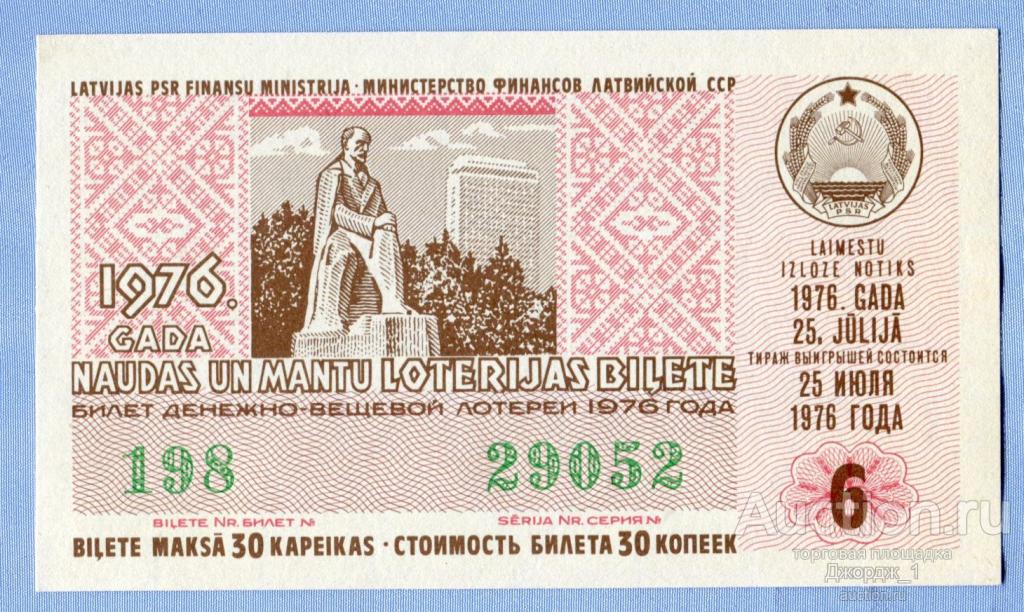 LATVIJAS PSR FINANSU MINISTRIJA · МИНИСТЕРСТВО ФИНАНСОВ ЛАТВИЙСКОЙ ССР
LATVIJAS
PSR
1976.
GADA
NAUDAS UN MANTU LOTERIJAS BIĻETE
БИЛЕТ ДЕНЕЖНО-ВЕЩЕВОЙ ЛОТЕРЕИ 1976 ГОДА
198 29052
BIĻETE NR. БИЛЕТ № SĒRIJA NR. СЕРИЯ №
BIĻETE MAKSĀ 30 KAPEIKAS · СТОИМОСТЬ БИЛЕТА 30 КОПЕЕК
LAIMESTU
IZLOZE NOTIKS
1976. GADA
25. JŪLIJĀ
ТИРАЖ ВЫИГРЫШЕЙ СОСТОИТСЯ
25 ИЮЛЯ
1976 ГОДА
6
Auction.ru
торговая площадка
Джордж_1
auction.ru